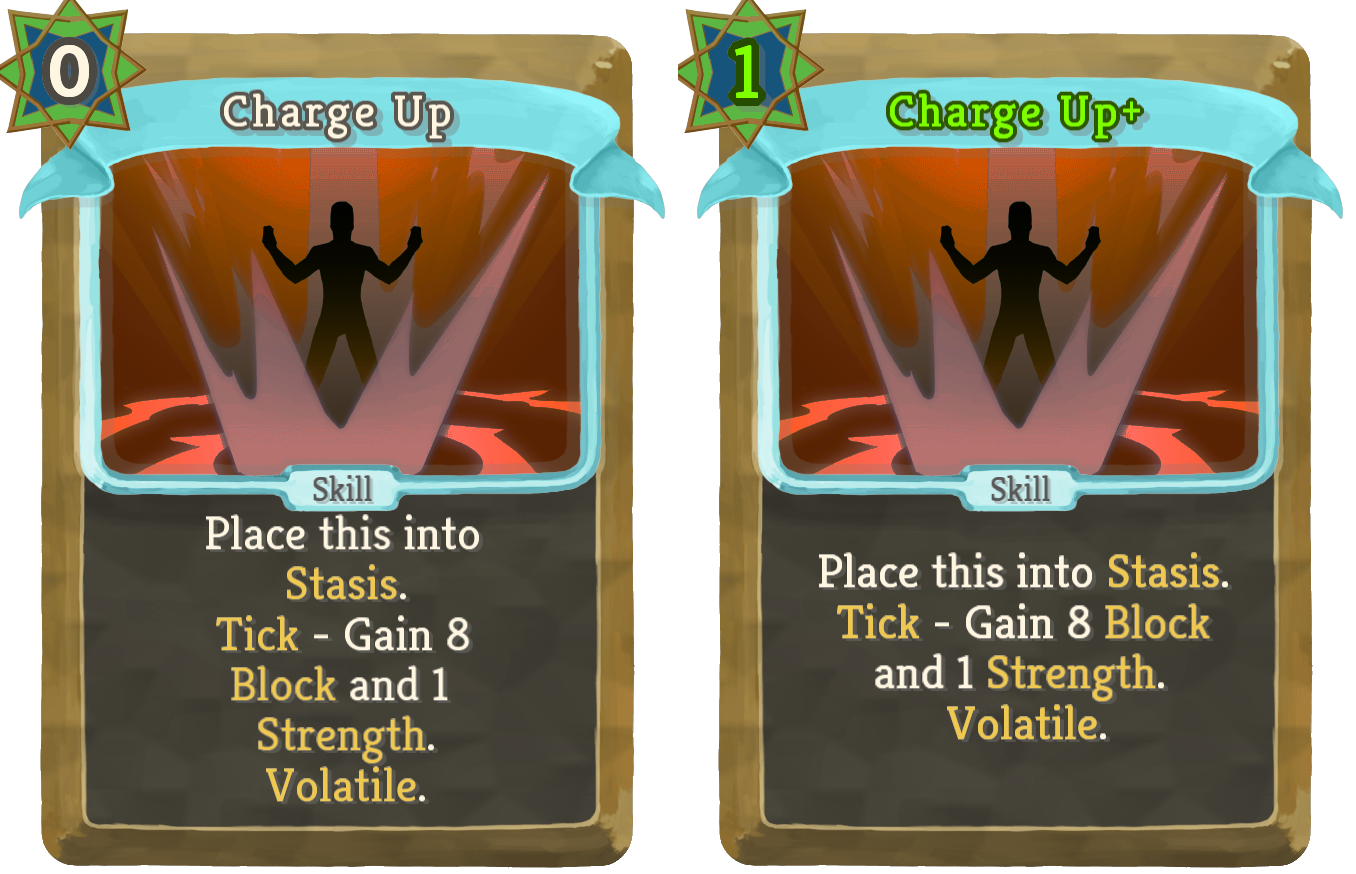 0
Charge Up
Skill
Place this into
Stasis.
Tick - Gain 8
Block and 1
Strength.
Volatile.
1
Charge Up+
Skill
Place this into Stasis.
Tick - Gain 8 Block
and 1 Strength.
Volatile.